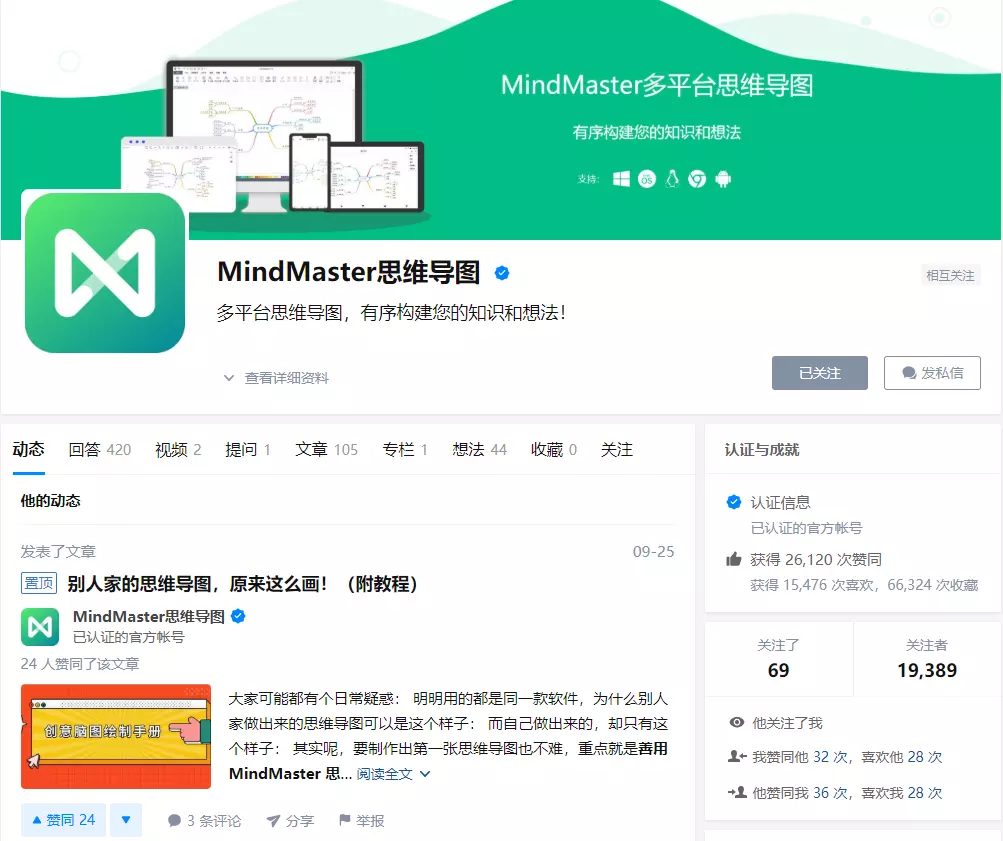 MindMaster多平台思维导图
有序构建您的知识和想法
支持:
MindMaster思维导图
相互关注
多平台思维导图，有序构建您的知识和想法！
查看详细资料
已关注
发私信
动态 回答 420 视频 2 提问 1 文章 105 专栏 1 想法 44 收藏 0 关注
他的动态
发表了文章 09-25
置顶 别人家的思维导图，原来这么画！（附教程）
MindMaster思维导图
已认证的官方帐号
24 人赞同了该文章
创意脑图绘制手册
大家可能都有个日常疑惑： 明明用的都是同一款软件，为什么别人
家做出来的思维导图可以是这个样子： 而自己做出来的，却只有这
个样子： 其实呢，要制作出第一张思维导图也不难，重点就是善用
MindMaster 思... 阅读全文
赞同 24
3 条评论 分享 举报
认证与成就
认证信息
已认证的官方帐号
获得 26,120 次赞同
获得 15,476 次喜欢，66,324 次收藏
关注了 关注者
69 19,389
他关注了我
我赞同他 32 次，喜欢他 28 次
他赞同我 36 次，喜欢我 28 次